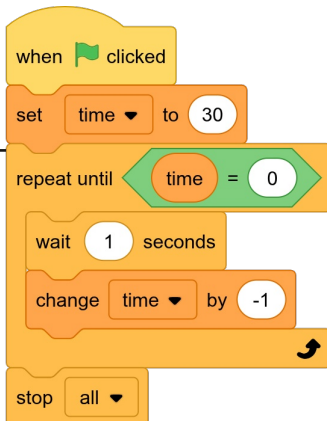 when clicked
set time to 30
repeat until time = 0
wait 1 seconds
change time by -1
stop all